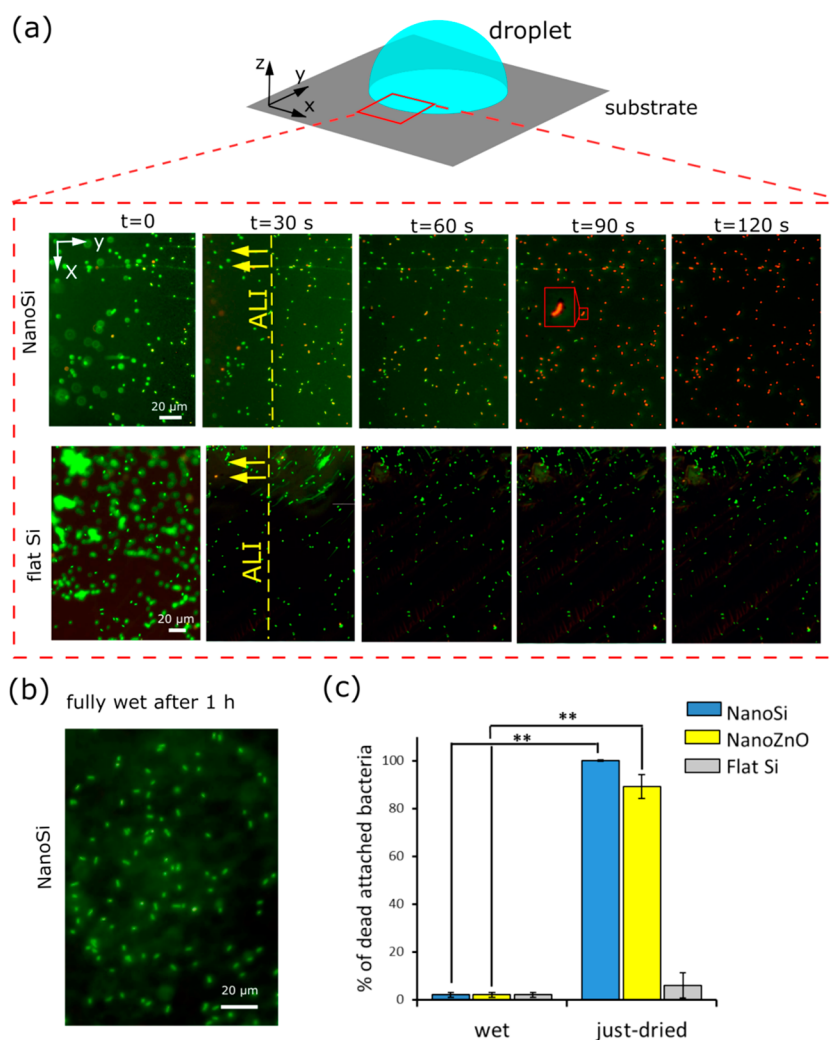 (a)
droplet
z
y
x
substrate
t=0
t=30 s
t=60 s
t=90 s
t=120 s
NanoSi
y
X
ALI
20 µm
flat Si
ALI
20 µm
(b)
fully wet after 1 h
NanoSi
20 µm
(c)
NanoSi
NanoZnO
Flat Si
**
**
% of dead attached bacteria
100
80
60
40
20
0
wet
just-dried